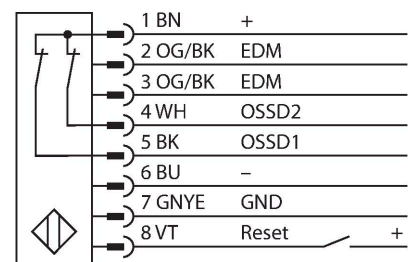 1 BN +
2 OG/BK EDM
3 OG/BK EDM
4 WH OSSD2
5 BK OSSD1
6 BU –
7 GNYE GND
8 VT Reset +